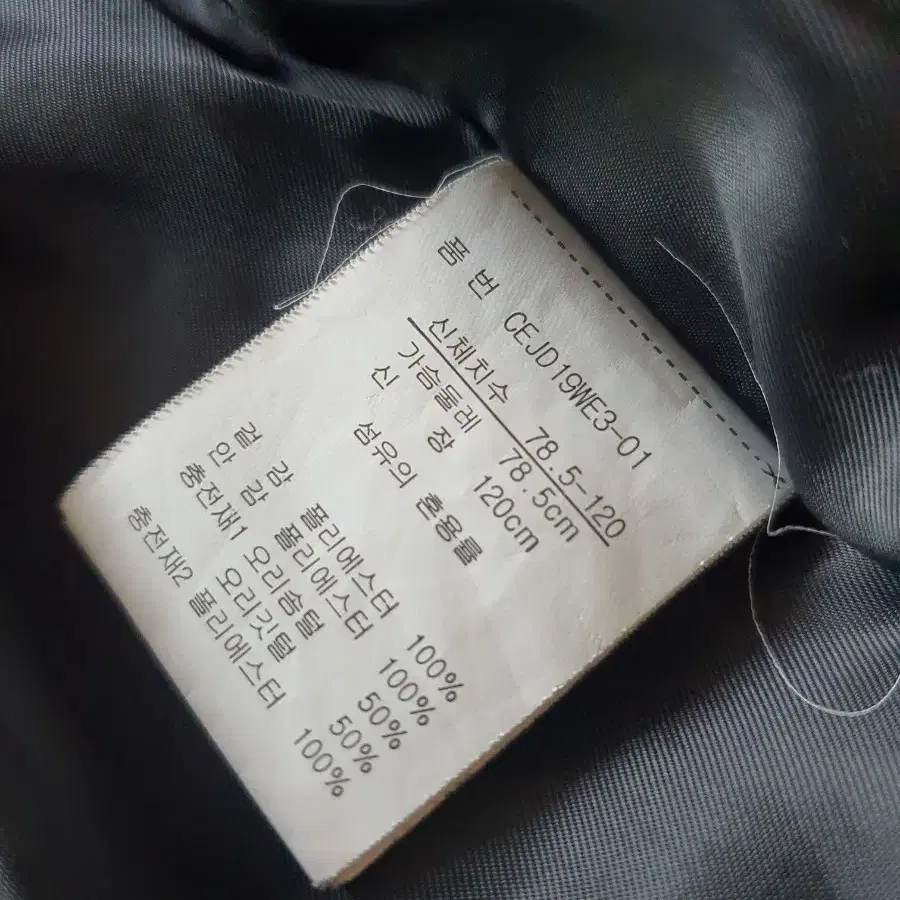 품 번 CEJD19WE3-01
신체치수 78.5-120
가슴둘레 78.5cm
신 장 120cm
섬유의 혼용률
겉 감 폴리에스터 100%
안 감 폴리에스터 100%
충전재1 오리솜털 50%
오리깃털 50%
충전재2 폴리에스터 100%